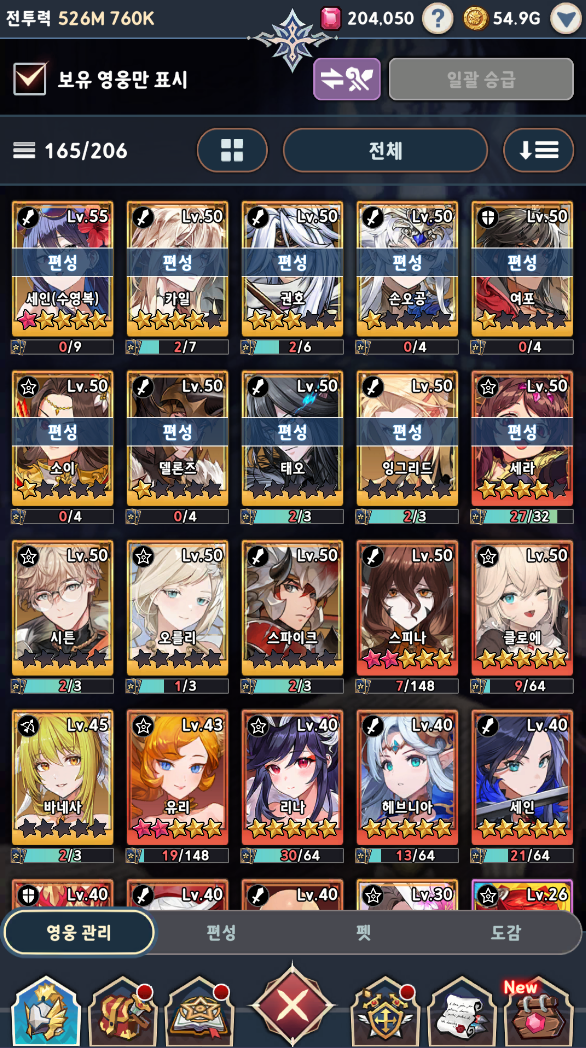 전투력 526M 760K
204,050
?
54.9G
보유 영웅만 표시
일괄 승급
165/206
전체
Lv.55
Lv.50
Lv.50
Lv.50
Lv.50
편성
편성
편성
편성
편성
세인(수영복)
카일
권호
손오공
여포
0/9
2/7
2/6
0/4
0/4
Lv.50
Lv.50
Lv.50
Lv.50
Lv.50
편성
편성
편성
편성
편성
소이
델론즈
태오
잉그리드
세라
0/4
0/4
2/3
2/3
27/32
Lv.50
Lv.50
Lv.50
Lv.50
Lv.50
시튼
오를리
스파이크
스피나
클로에
2/3
1/3
2/3
7/148
9/64
Lv.45
Lv.43
Lv.40
Lv.40
Lv.40
바네사
유리
리나
헤브니아
세인
2/3
19/148
30/64
13/64
21/64
Lv.40
Lv.40
Lv.40
Lv.30
Lv.26
영웅 관리
편성
펫
도감
New